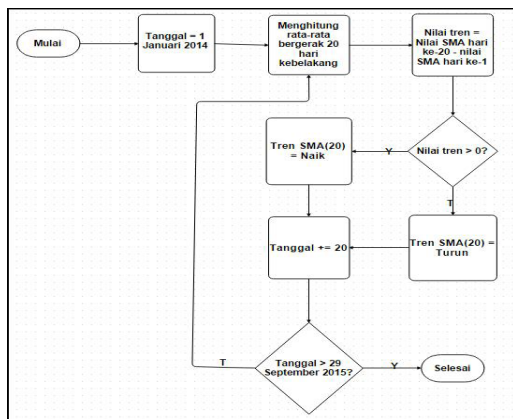 Mulai
Tanggal = 1
Januari 2014
Menghitung
rata-rata
bergerak 20
hari
kebelakang
Nilai tren =
Nilai SMA hari
ke-20 - nilai
SMA hari ke-1
Nilai tren > 0?
Y
Tren SMA(20)
= Naik
T
Tren SMA(20) =
Turun
Tanggal += 20
Tanggal > 29
September 2015?
T
Y
Selesai